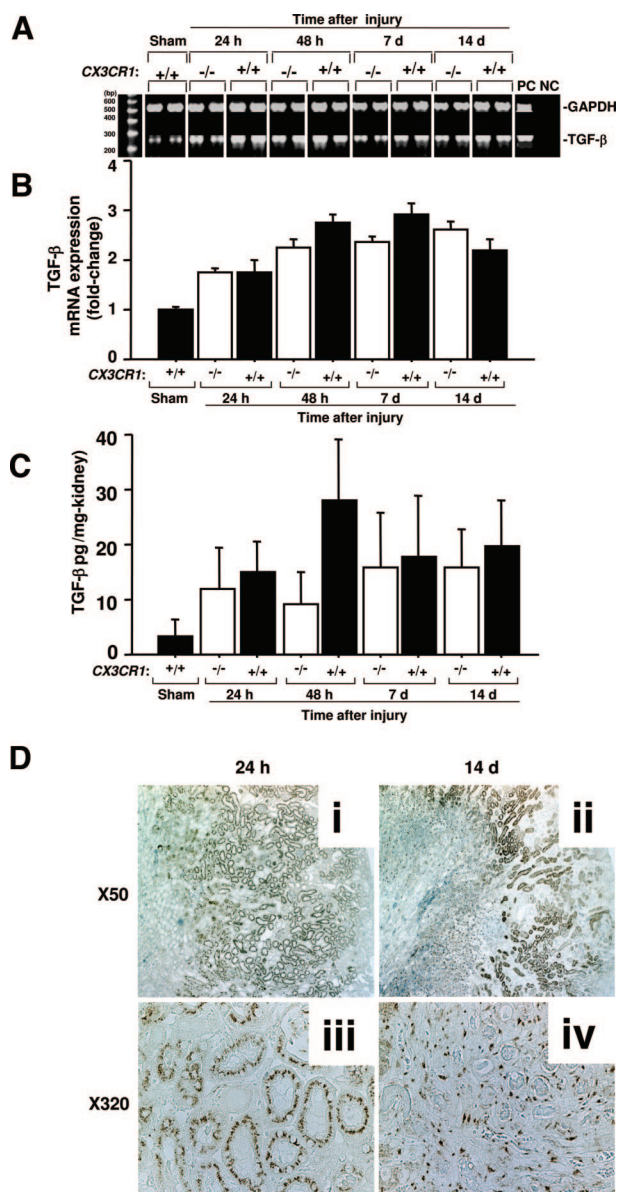 A
Time after injury
Sham 24 h 48 h 7 d 14 d
CX3CR1: +/+ -/- +/+ -/- +/+ -/- +/+ -/- +/+ PC NC
(bp)
600
500
400
300
200
-GAPDH
-TGF-β
B
TGF-β
mRNA expression
(fold-change)
4
3
2
1
0
CX3CR1: +/+ -/- +/+ -/- +/+ -/- +/+ -/- +/+
Sham 24 h 48 h 7 d 14 d
Time after injury
C
TGF-β pg/mg-kidney)
40
30
20
10
0
CX3CR1: +/+ -/- +/+ -/- +/+ -/- +/+ -/- +/+
Sham 24 h 48 h 7 d 14 d
Time after injury
D
24 h 14 d
X50
i ii
X320
iii iv